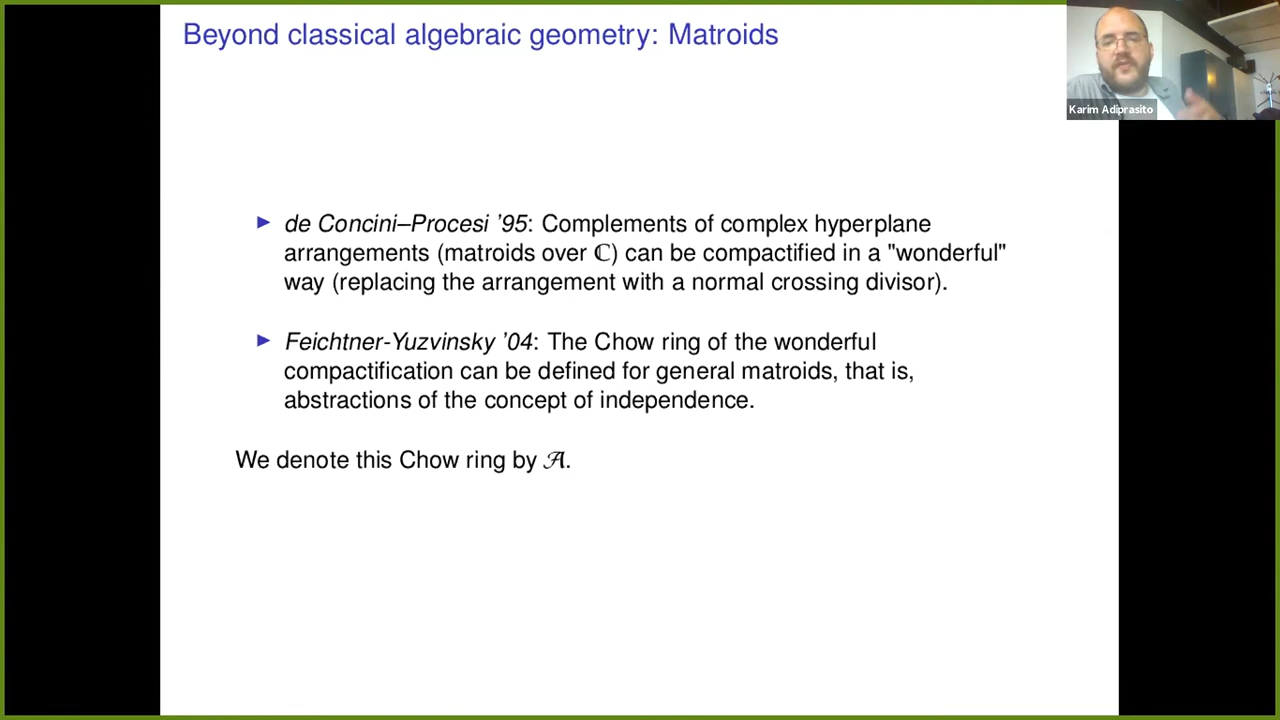 Beyond classical algebraic geometry: Matroids
Karim Adiprasito
▶ de Concini–Procesi ’95: Complements of complex hyperplane
arrangements (matroids over ℂ) can be compactified in a "wonderful"
way (replacing the arrangement with a normal crossing divisor).
▶ Feichtner-Yuzvinsky ’04: The Chow ring of the wonderful
compactification can be defined for general matroids, that is,
abstractions of the concept of independence.
We denote this Chow ring by 𝒜.